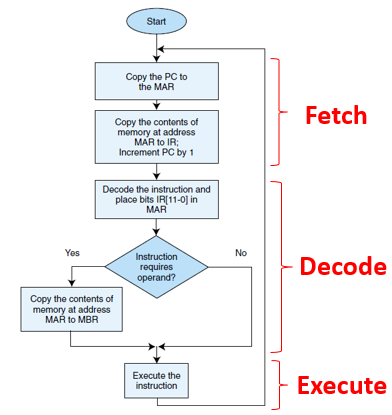 Start
Copy the PC to
the MAR
Copy the contents of
memory at address
MAR to IR;
Increment PC by 1
Fetch
Decode the instruction and
place bits IR[11-0] in
MAR
Yes
Instruction
requires
operand?
No
Decode
Copy the contents of
memory at address
MAR to MBR
Execute the
instruction
Execute